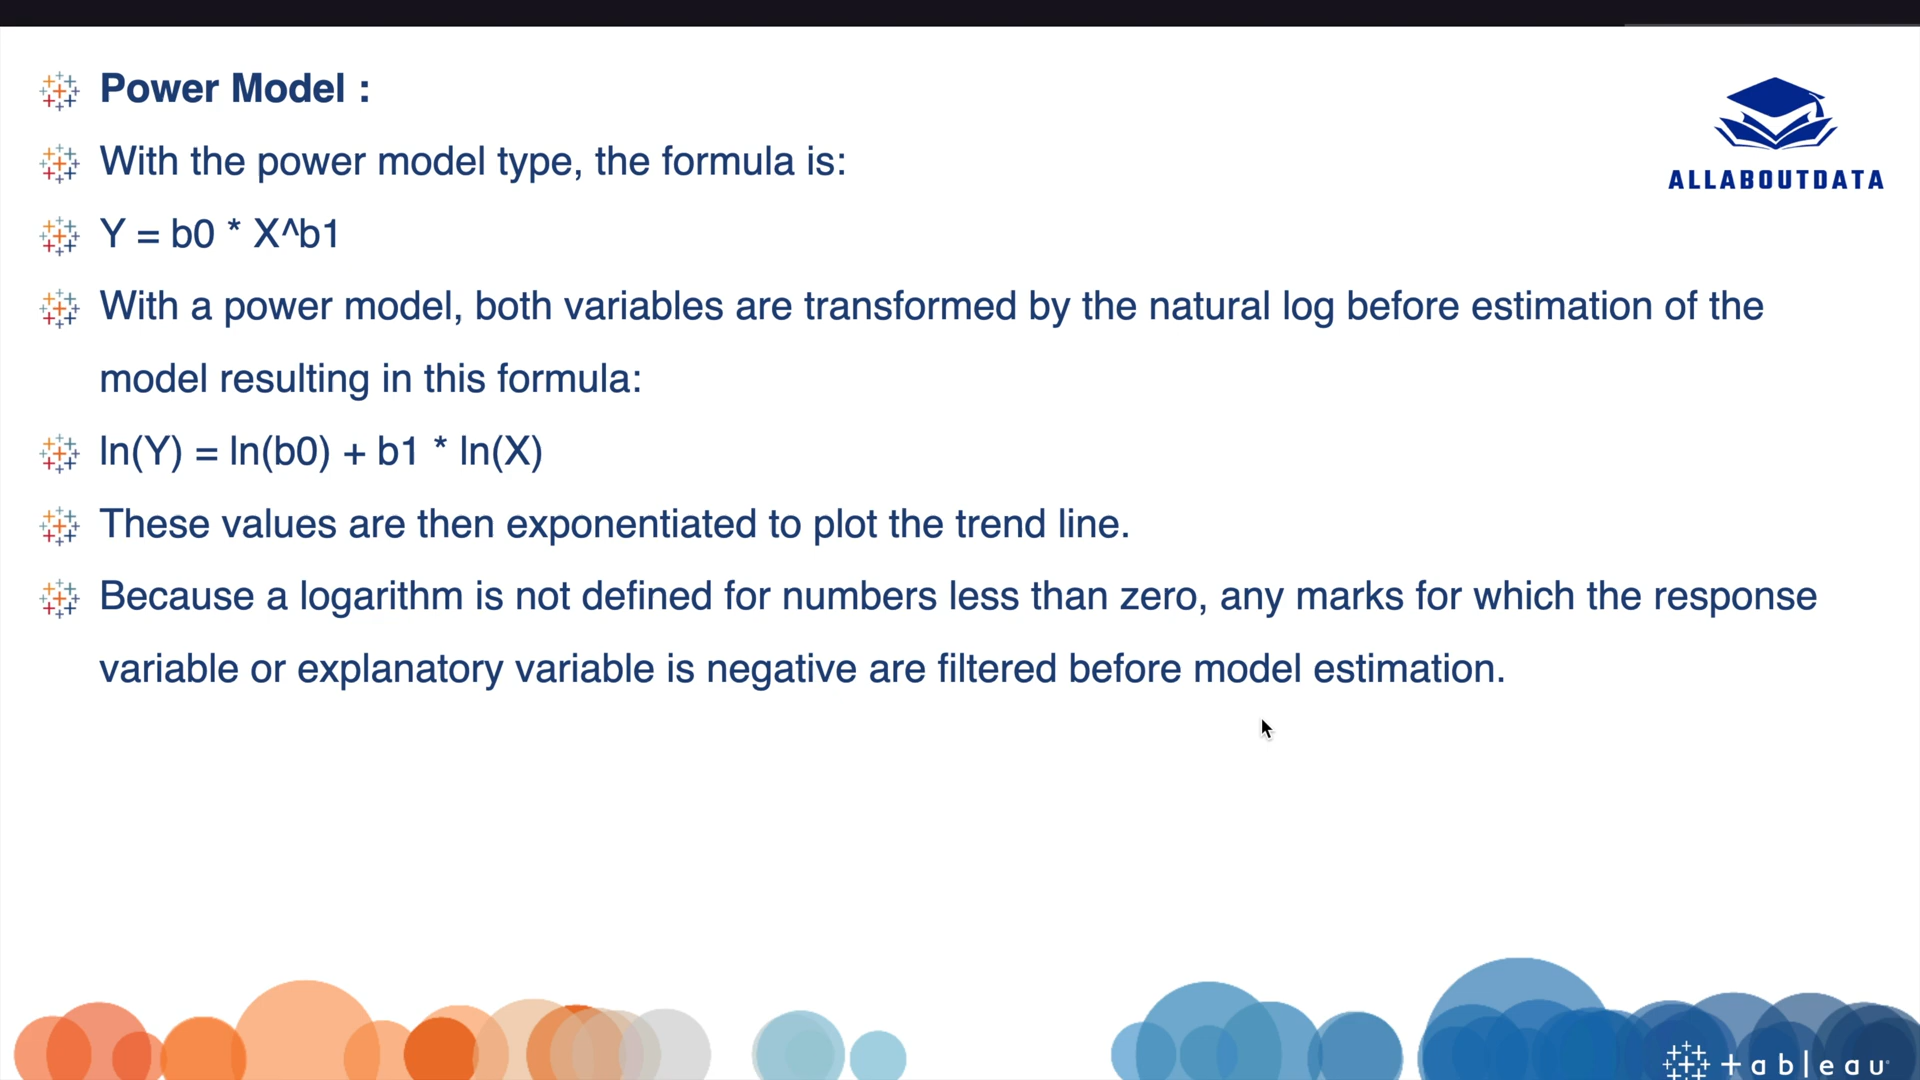 Power Model :
ALLABOUTDATA
With the power model type, the formula is:
Y = b0 * X^b1
With a power model, both variables are transformed by the natural log before estimation of the
model resulting in this formula:
ln(Y) = ln(b0) + b1 * ln(X)
These values are then exponentiated to plot the trend line.
Because a logarithm is not defined for numbers less than zero, any marks for which the response
variable or explanatory variable is negative are filtered before model estimation.
+ableau